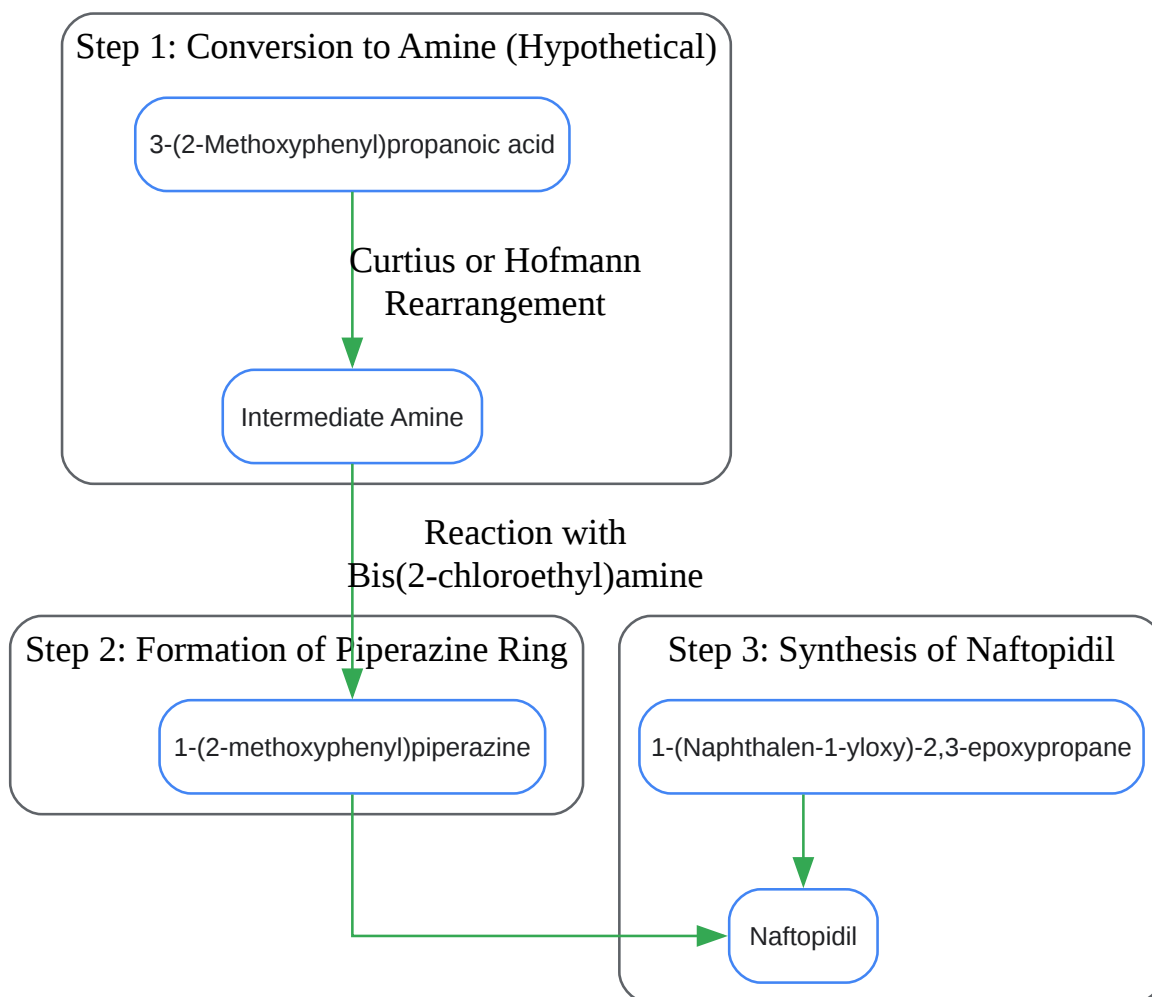 Step 1: Conversion to Amine (Hypothetical)
3-(2-Methoxyphenyl)propanoic acid
Curtius or Hofmann
Rearrangement
Intermediate Amine
Reaction with
Bis(2-chloroethyl)amine
Step 2: Formation of Piperazine Ring
1-(2-methoxyphenyl)piperazine
Step 3: Synthesis of Naftopidil
1-(Naphthalen-1-yloxy)-2,3-epoxypropane
Naftopidil